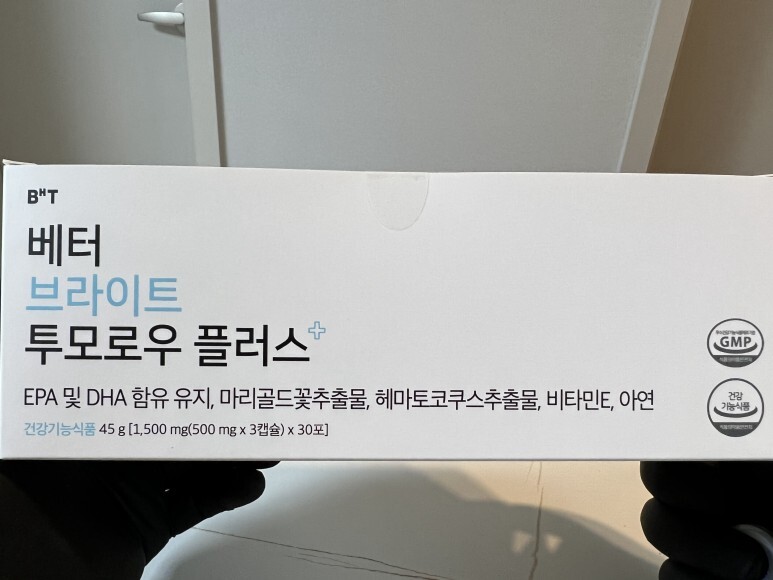 BHT
베터
브라이트
투모로우 플러스+
EPA 및 DHA 함유 유지, 마리골드꽃추출물, 헤마토코쿠스추출물, 비타민E, 아연
건강기능식품 45 g [1,500 mg(500 mg x 3캡슐) x 30포]
GMP
건강
기능식품